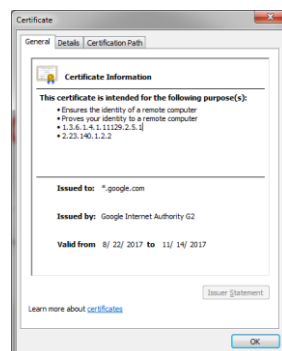 Certificate
General Details Certification Path
Certificate Information
This certificate is intended for the following purpose(s):
• Ensures the identity of a remote computer
• Proves your identity to a remote computer
• 1.3.6.1.4.1.11129.2.5.1
• 2.23.140.1.2.2
Issued to: *.google.com
Issued by: Google Internet Authority G2
Valid from 8/ 22/ 2017 to 11/ 14/ 2017
Issuer Statement
Learn more about certificates
OK